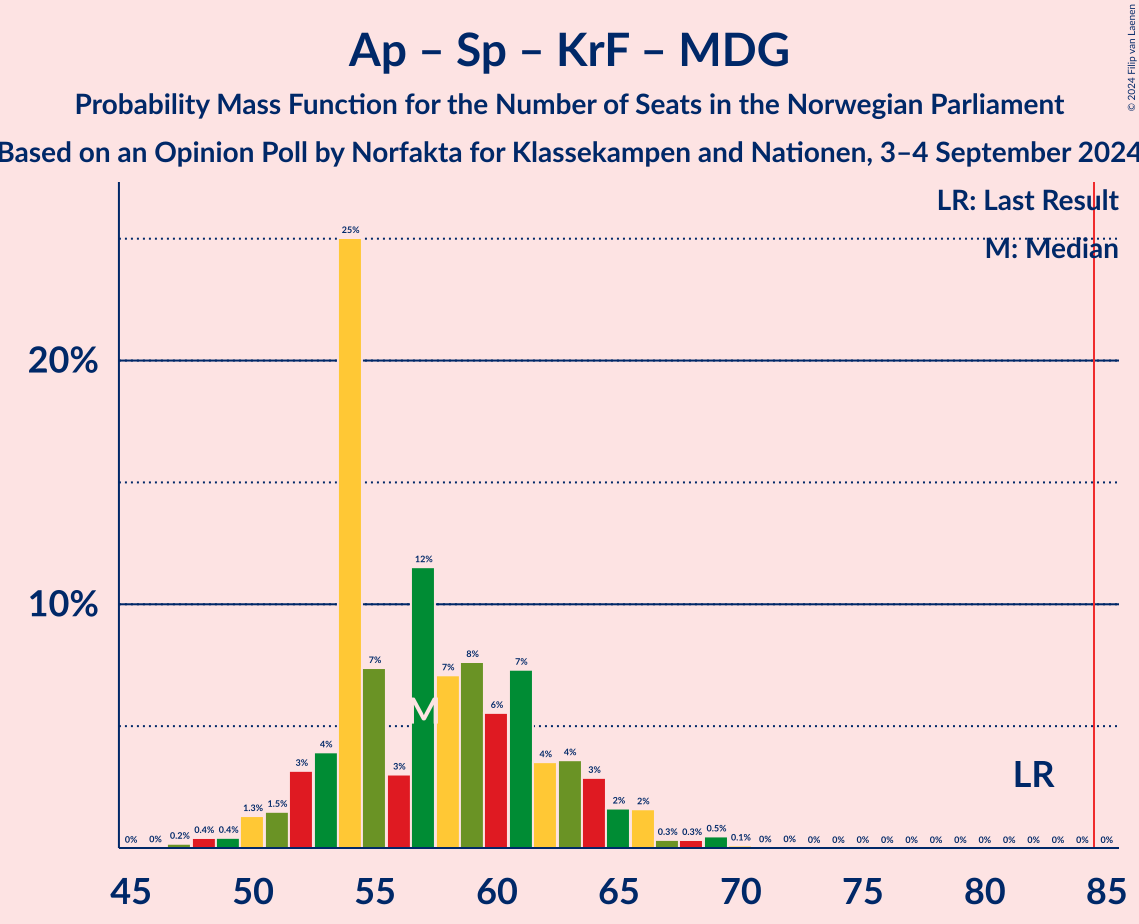 Ap – Sp – KrF – MDG
Probability Mass Function for the Number of Seats in the Norwegian Parliament
Based on an Opinion Poll by Norfakta for Klassekampen and Nationen, 3–4 September 2024
© 2024 Filip van Laenen
LR: Last Result
M: Median
25%
20%
12%
10%
8%
7%
7%
7%
M
6%
4%
4%
4%
3%
3%
3%
LR
2%
2%
1.3%
1.5%
0% 0% 0.2% 0.4% 0.4% 0.3% 0.3% 0.5% 0.1% 0% 0% 0% 0% 0% 0% 0% 0% 0% 0% 0% 0% 0% 0% 0%
45 50 55 60 65 70 75 80 85